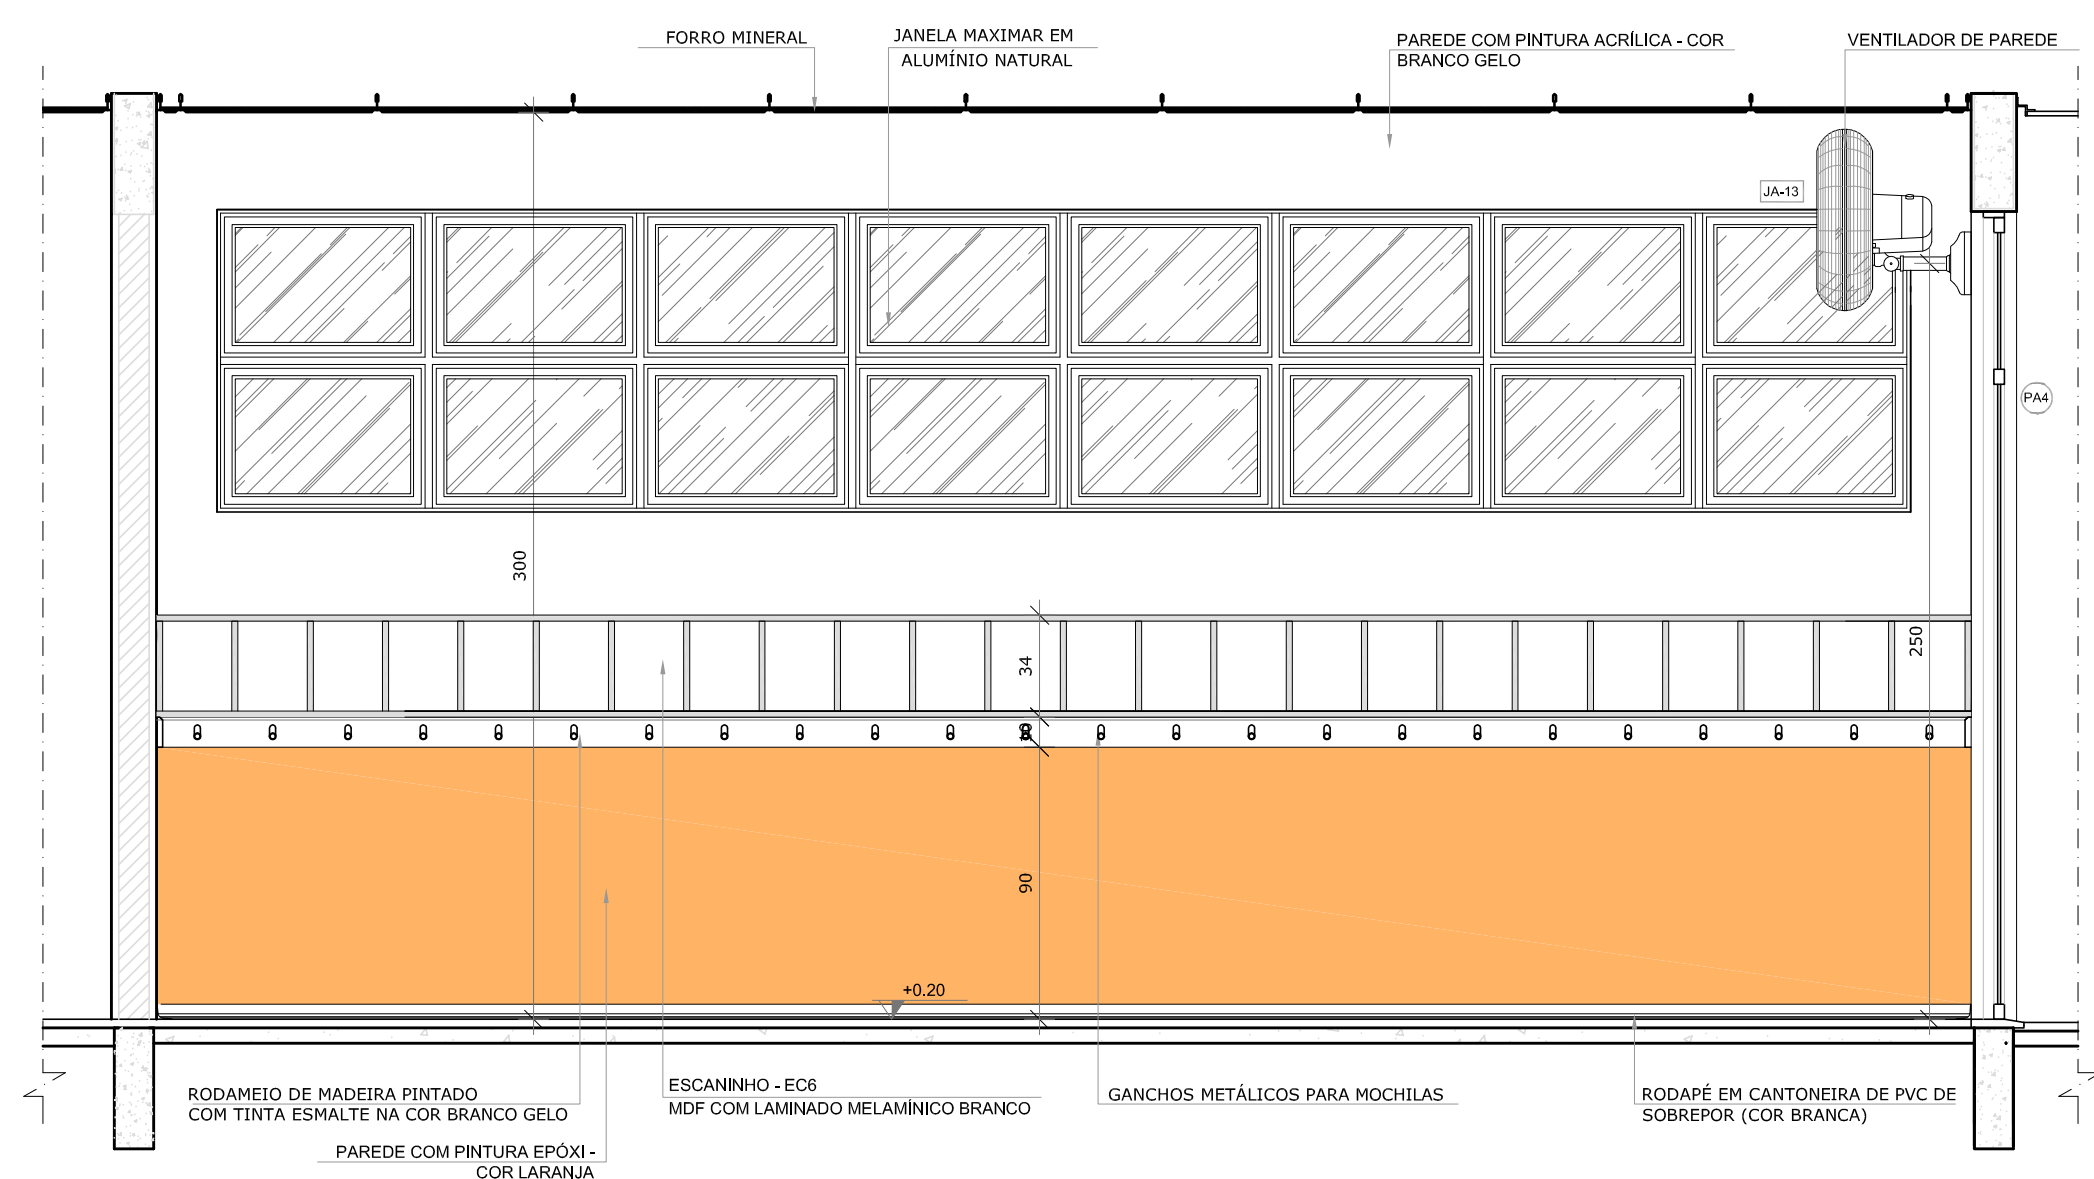 FORRO MINERAL
JANELA MAXIMAR EM
ALUMÍNIO NATURAL
PAREDE COM PINTURA ACRÍLICA - COR
BRANCO GELO
VENTILADOR DE PAREDE
JA-13
PA4
300
34
250
10
90
+0.20
RODAMEIO DE MADEIRA PINTADO
COM TINTA ESMALTE NA COR BRANCO GELO
ESCANINHO - EC6
MDF COM LAMINADO MELAMÍNICO BRANCO
GANCHOS METÁLICOS PARA MOCHILAS
RODAPÉ EM CANTONEIRA DE PVC DE
SOBREPOR (COR BRANCA)
PAREDE COM PINTURA EPÓXI -
COR LARANJA